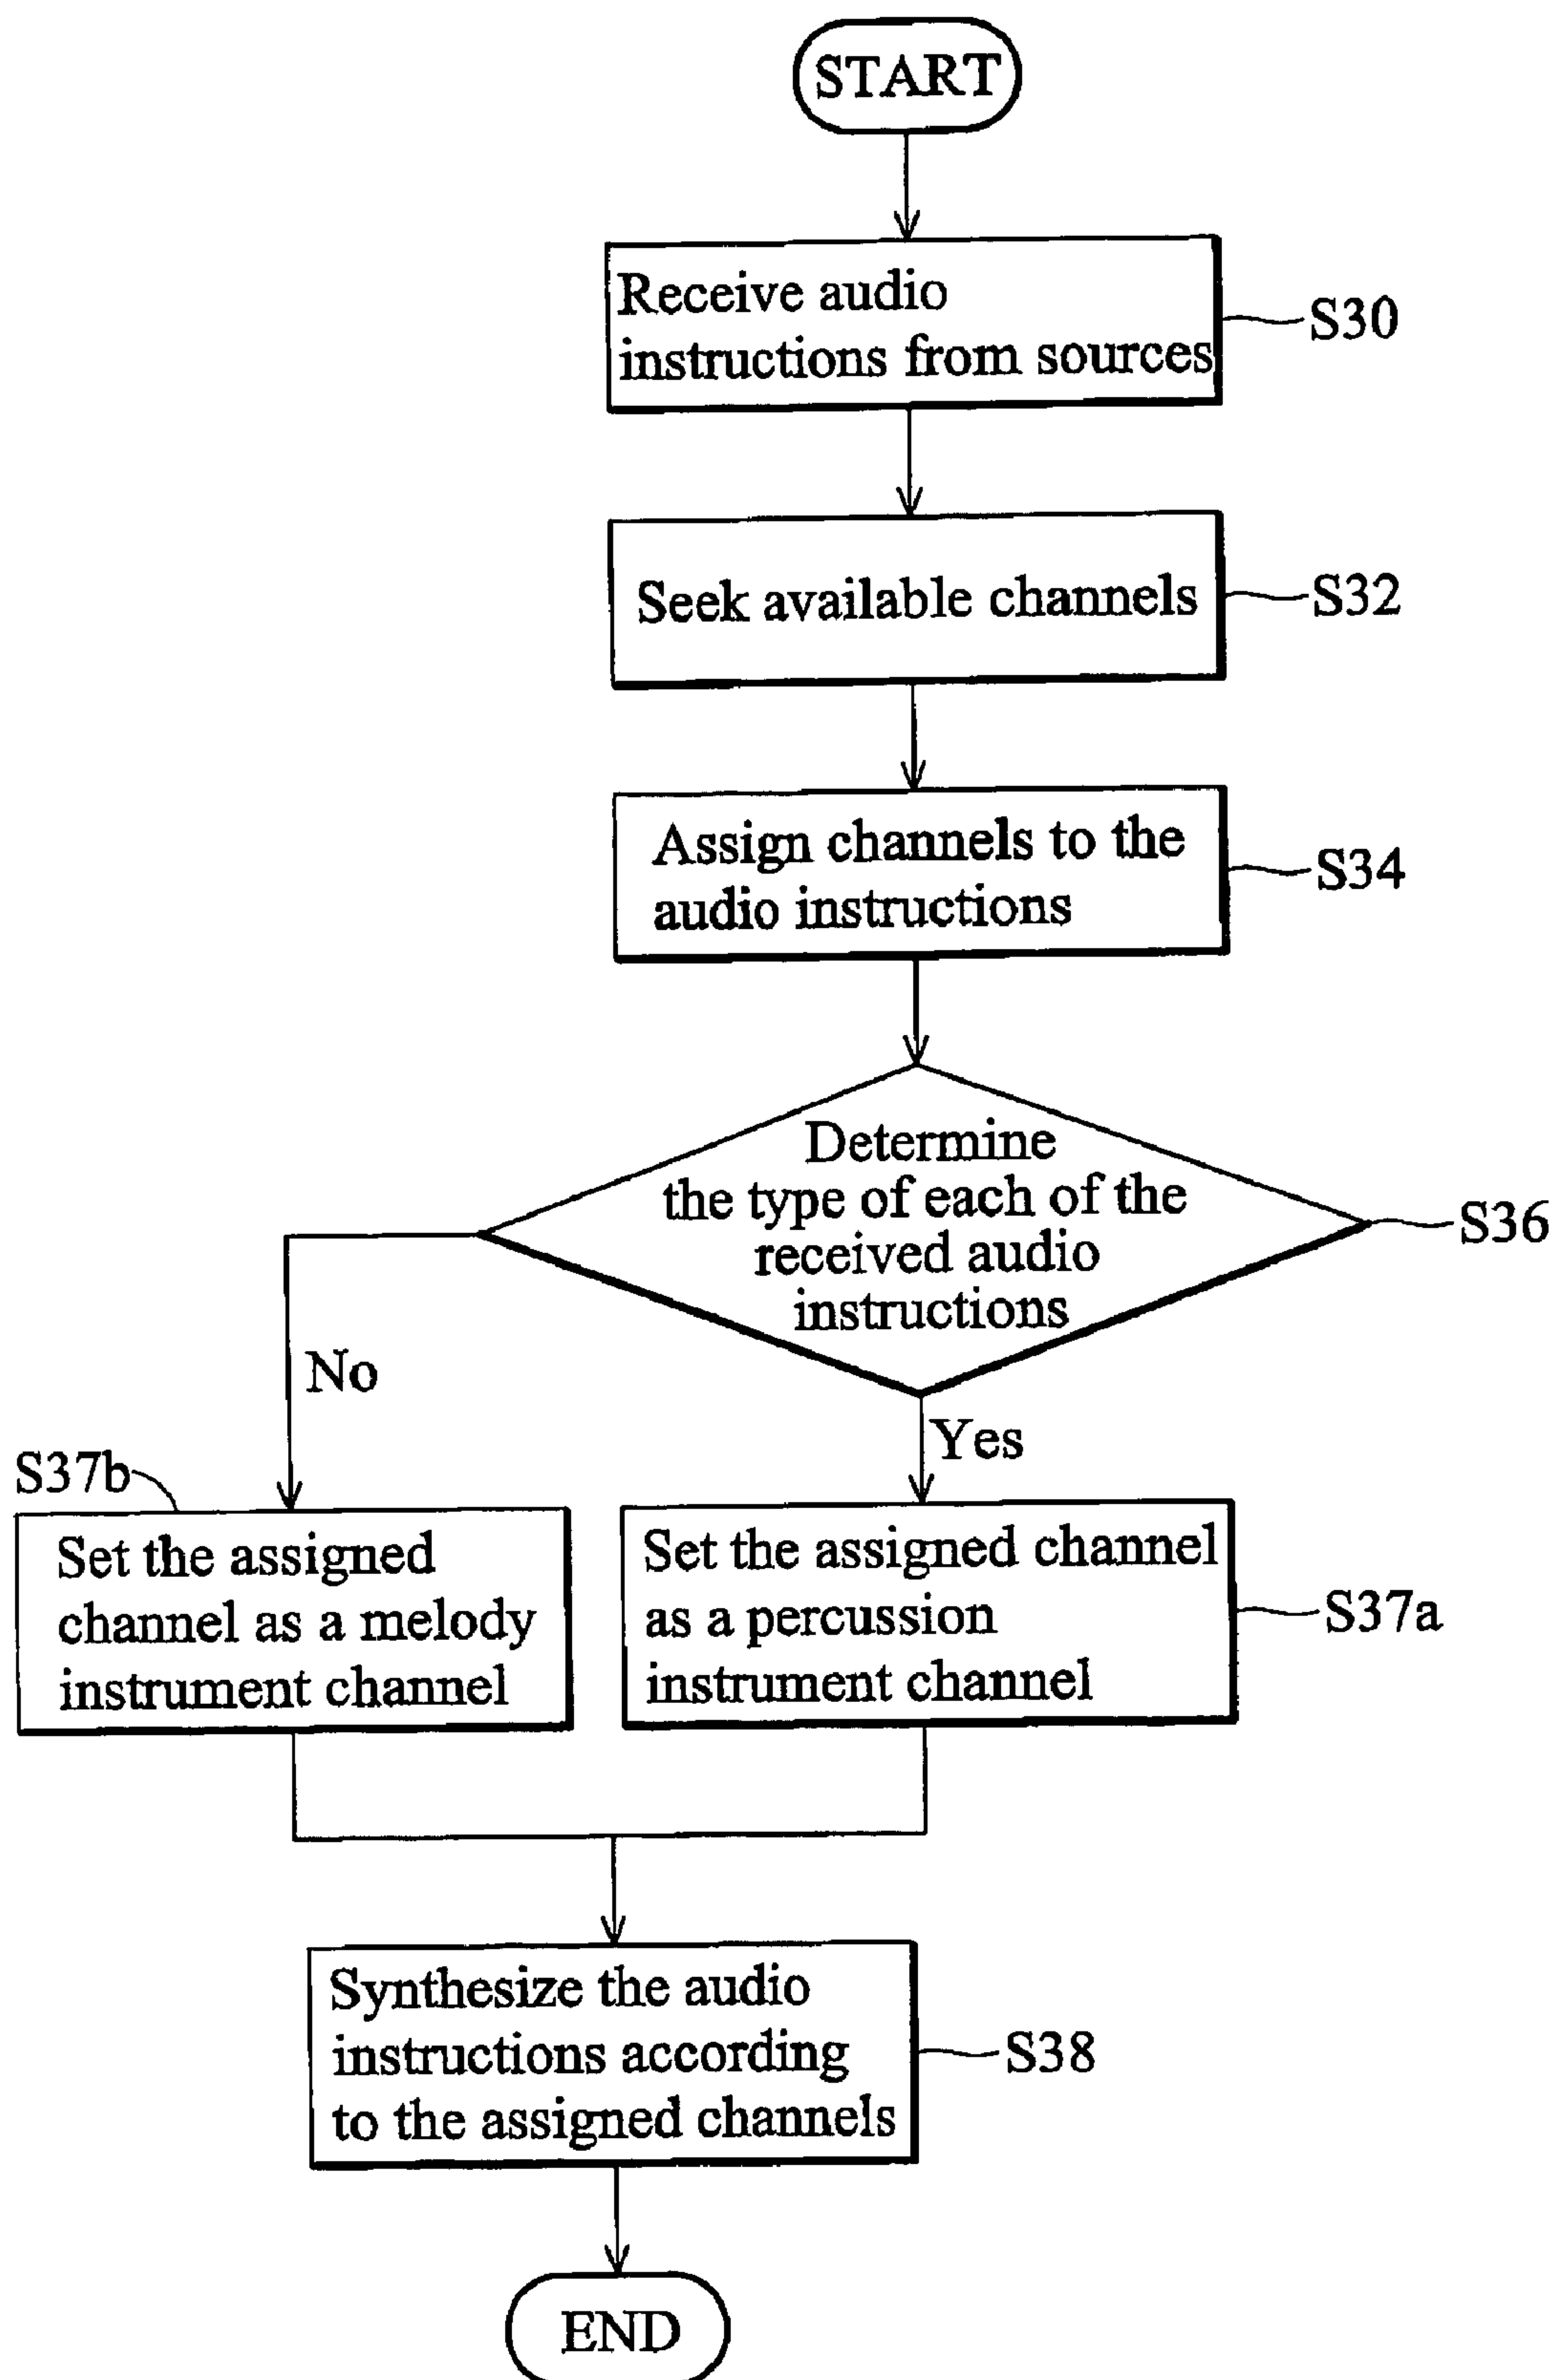 START
Receive audio
instructions from sources
S30
Seek available channels
S32
Assign channels to the
audio instructions
S34
Determine
the type of each of the
received audio
instructions
S36
No
Yes
S37b
Set the assigned
channel as a melody
instrument channel
Set the assigned channel
as a percussion
instrument channel
S37a
Synthesize the audio
instructions according
to the assigned channels
S38
END